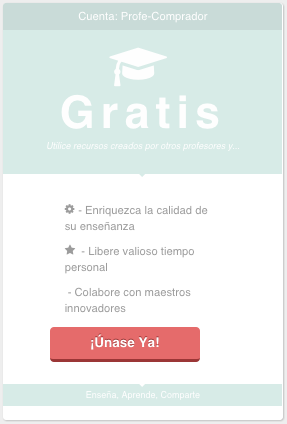 Cuenta: Profe-Comprador
Gratis
Utilice recursos creados por otros profesores y...
- Enriquezca la calidad de
su enseñanza
- Libere valioso tiempo
personal
- Colabore con maestros
innovadores
¡Únase Ya!
Enseña, Aprende, Comparte